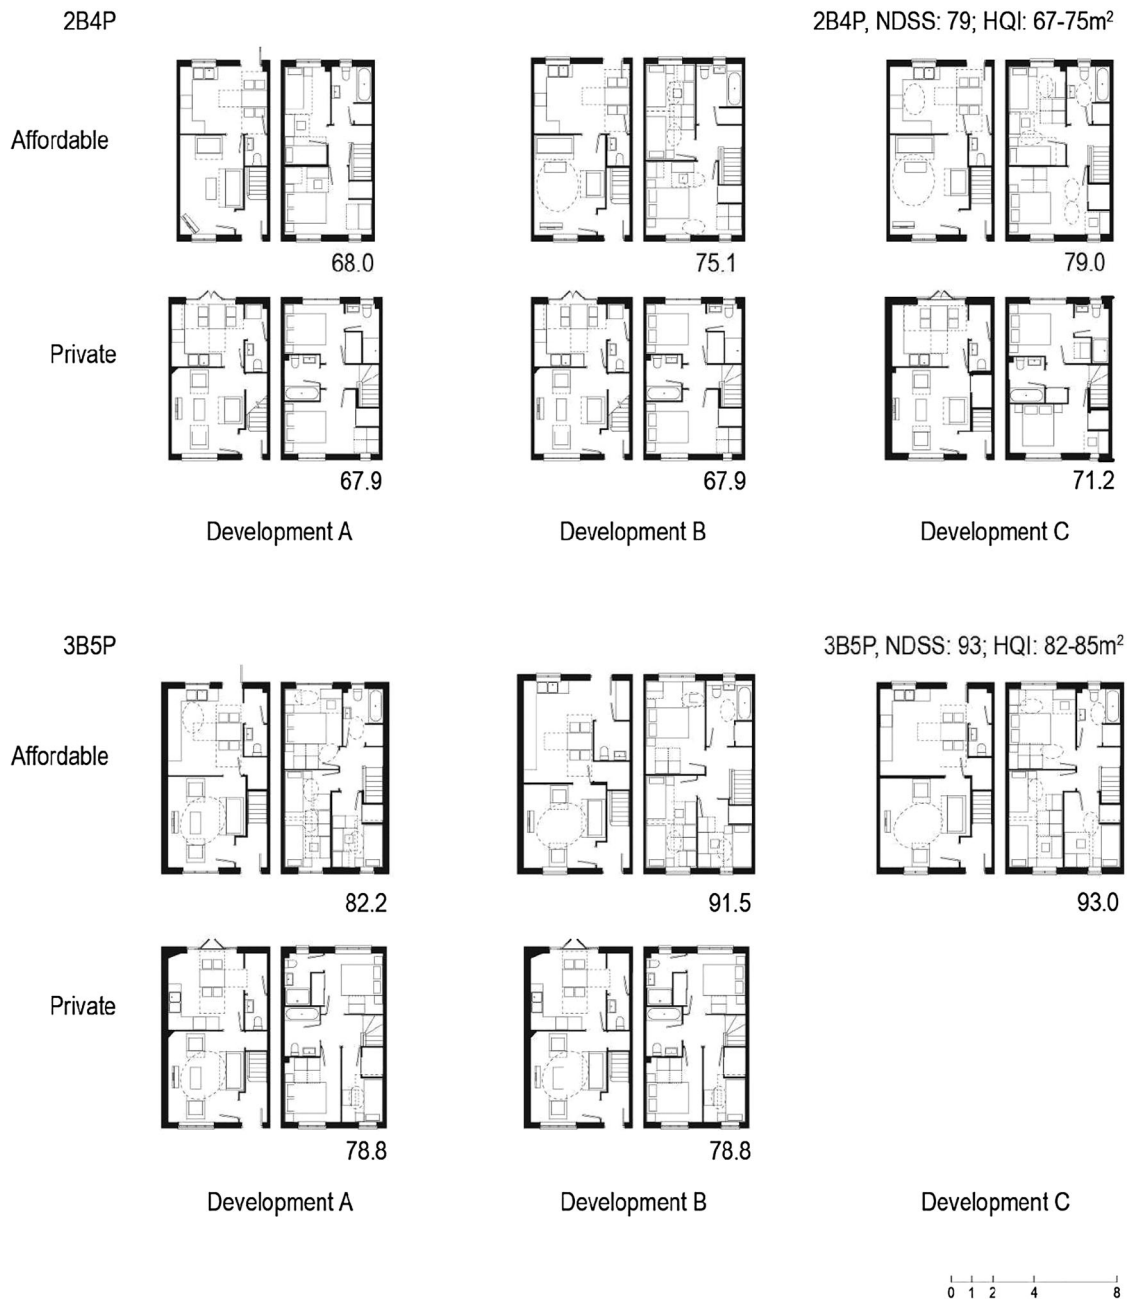 2B4P
2B4P, NDSS: 79; HQI: 67-75m²
Affordable
68.0
75.1
79.0
Private
67.9
67.9
71.2
Development A
Development B
Development C
3B5P
3B5P, NDSS: 93; HQI: 82-85m²
Affordable
82.2
91.5
93.0
Private
78.8
78.8
Development A
Development B
Development C
0 1 2 4 8